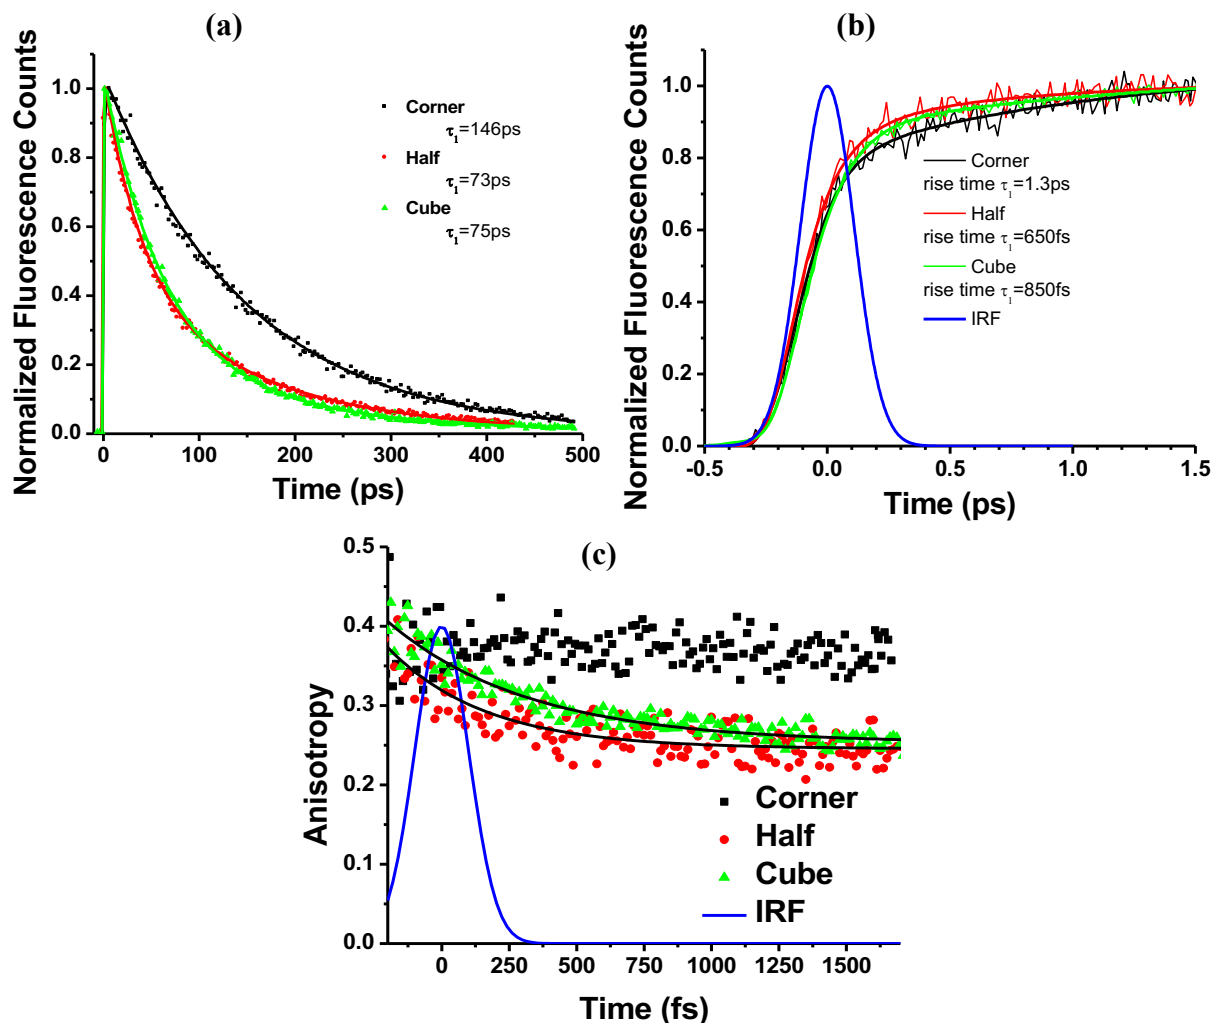 (a)
Normalized Fluorescence Counts
1.0
0.8
0.6
0.4
0.2
0.0
0 100 200 300 400 500
Time (ps)
Corner
τ1=146ps
Half
τ1=73ps
Cube
τ1=75ps
(b)
Normalized Fluorescence Counts
1.0
0.8
0.6
0.4
0.2
0.0
-0.5 0.0 0.5 1.0 1.5
Time (ps)
Corner
rise time τ1=1.3ps
Half
rise time τ1=650fs
Cube
rise time τ1=850fs
IRF
(c)
Anisotropy
0.5
0.4
0.3
0.2
0.1
0.0
0 250 500 750 1000 1250 1500
Time (fs)
Corner
Half
Cube
IRF